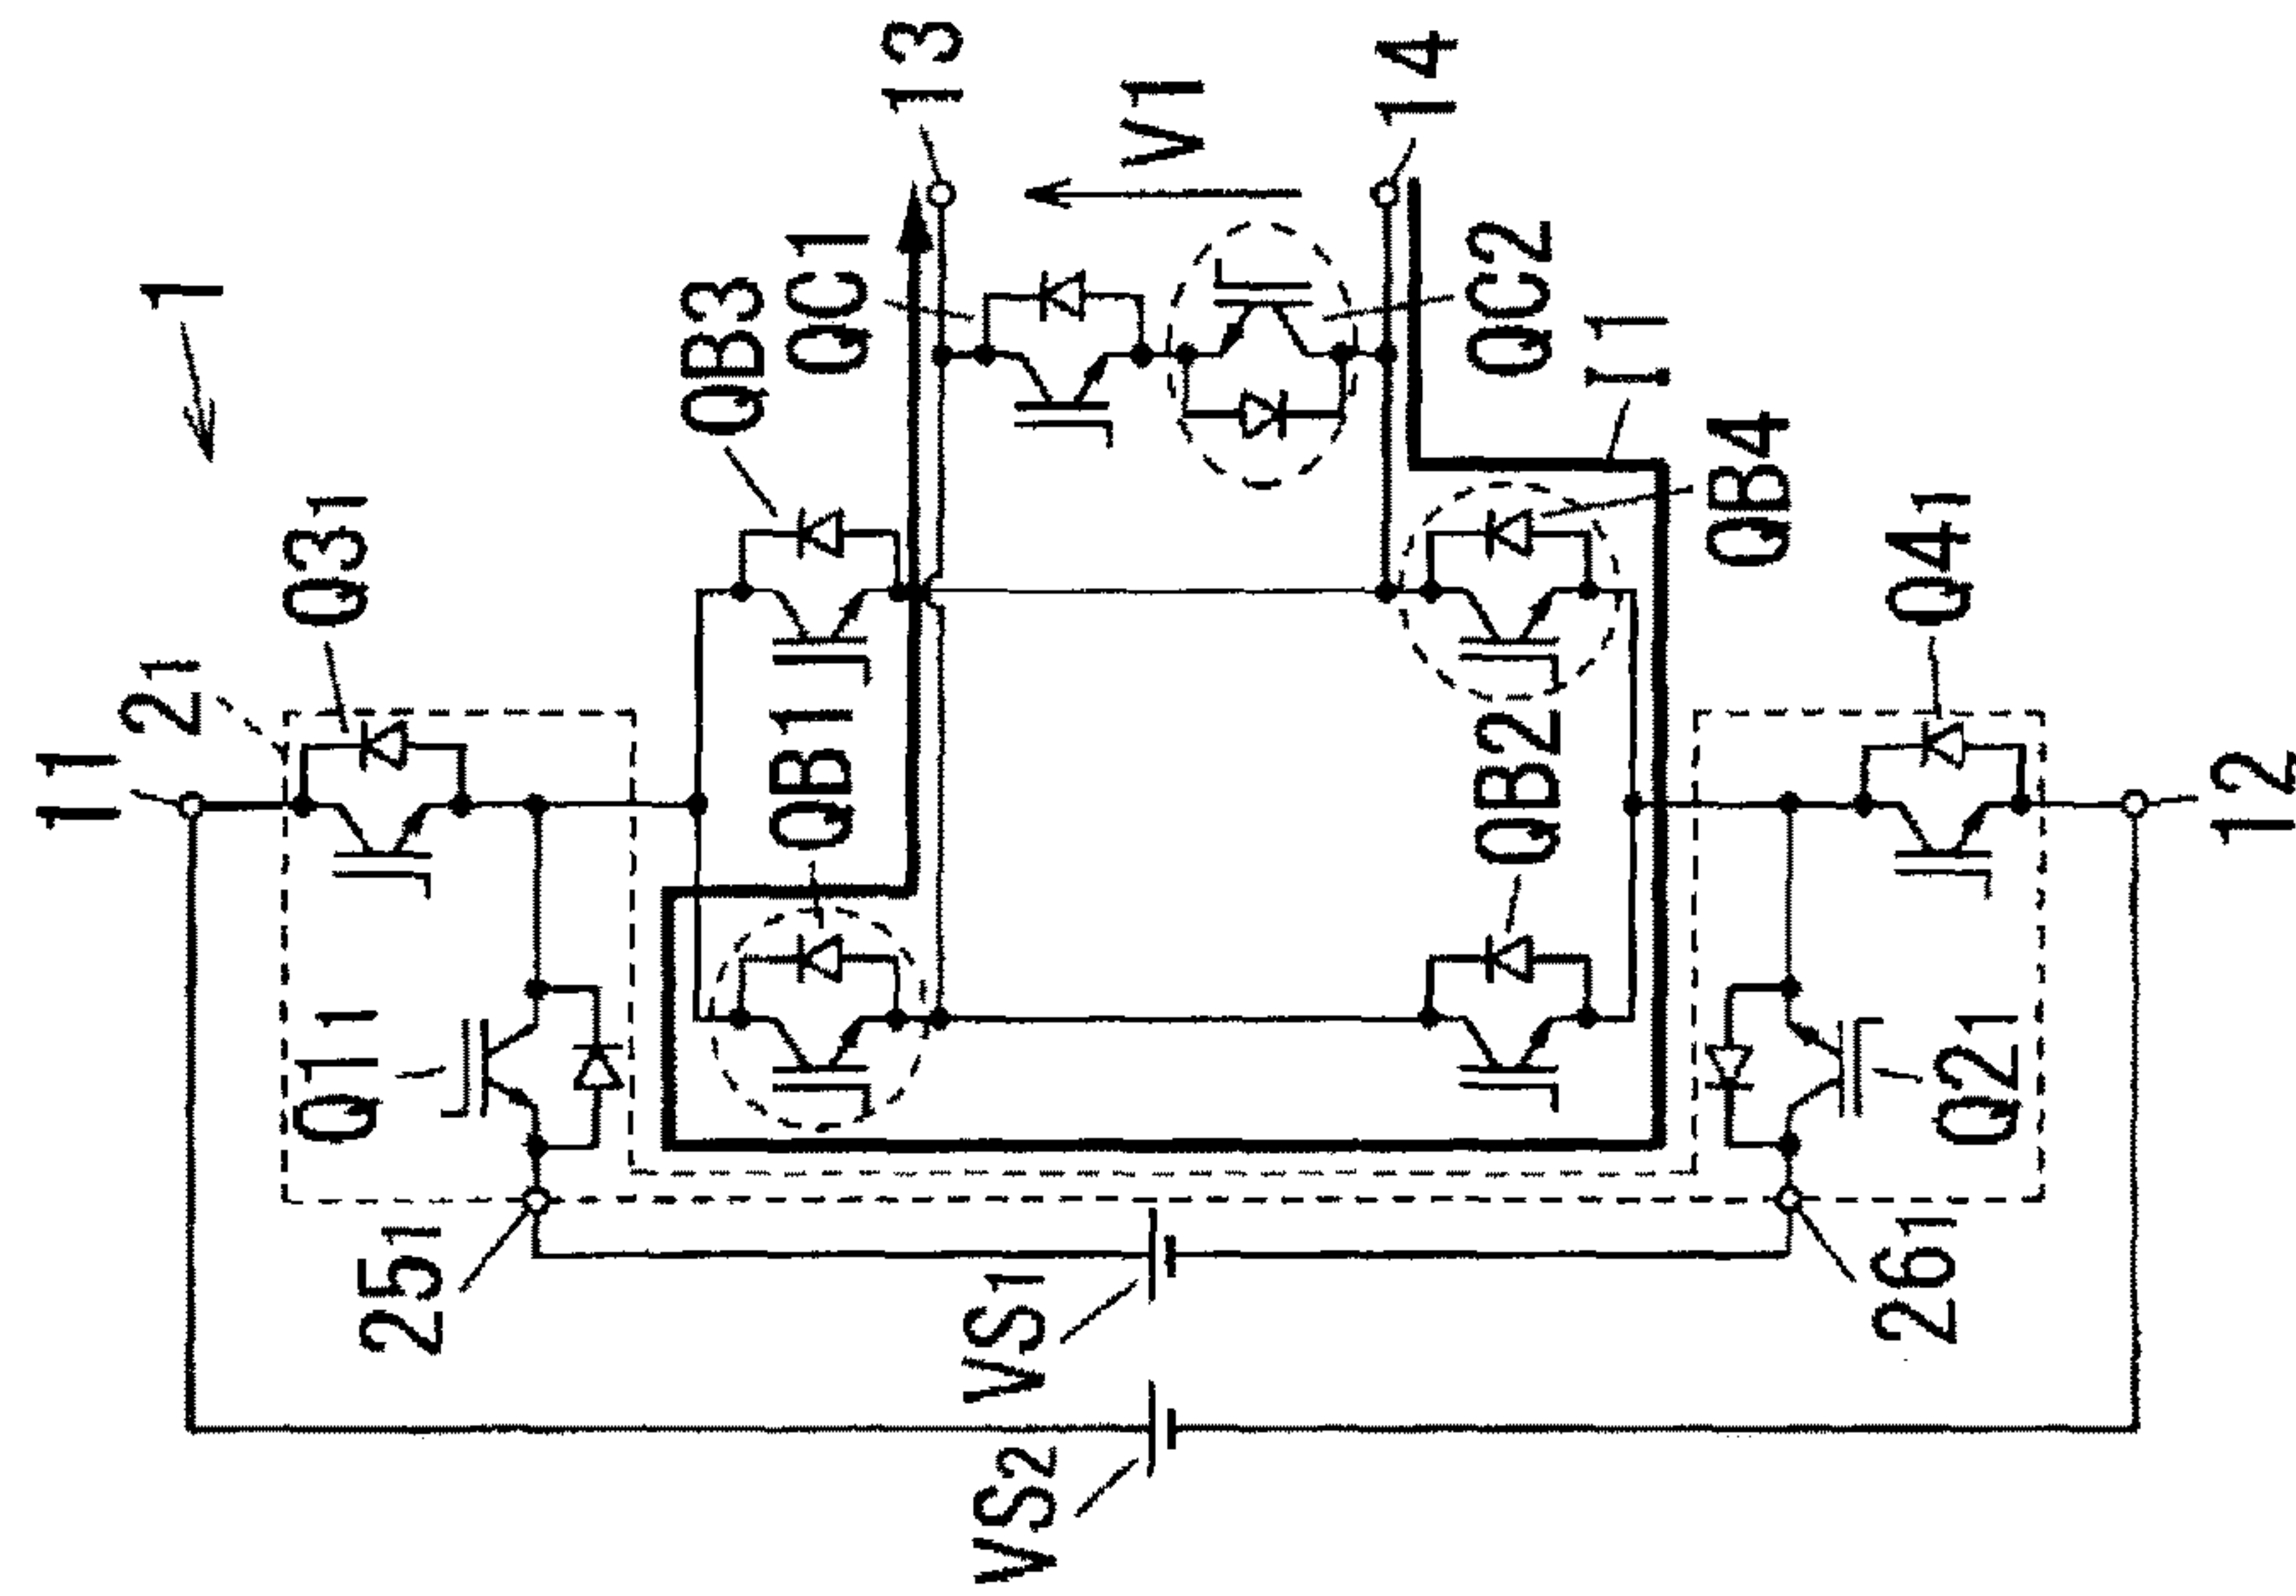 11
2₁
1
Q3₁
Q1₁
25₁
QB3
QB1
QC1
13
VS₁
VS₂
V1
14
QC2
QB2
I1
QB4
26₁
Q4₁
Q2₁
12